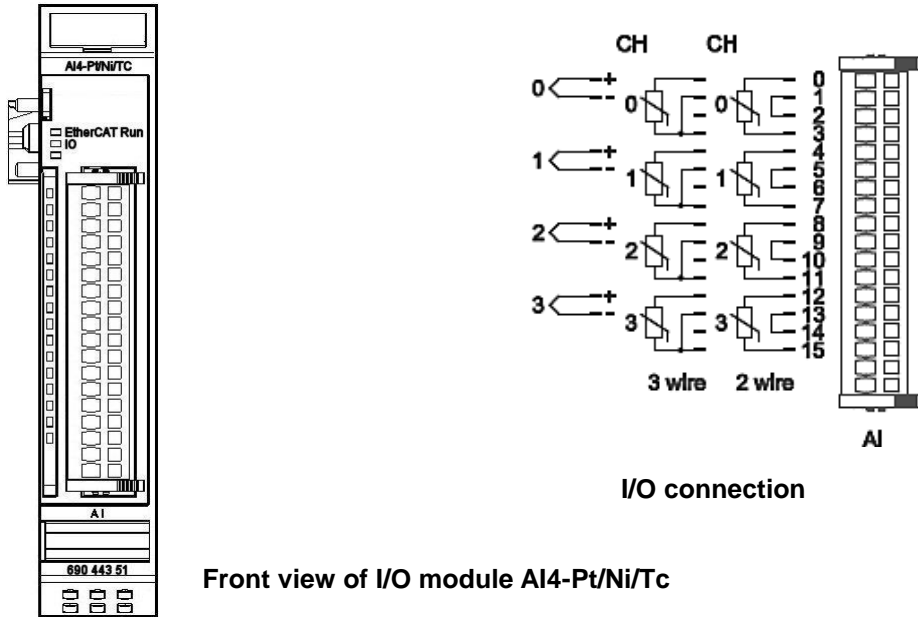 AI4-Pt/Ni/TC
EtherCAT Run
IO
AI
690 443 51
CH CH
0 + -
1 + -
2 + -
3 + -
0 0
1 1
2 2
3 3
0
1
2
3
4
5
6
7
8
9
10
11
12
13
14
15
3 wire 2 wire
AI
I/O connection
Front view of I/O module AI4-Pt/Ni/Tc